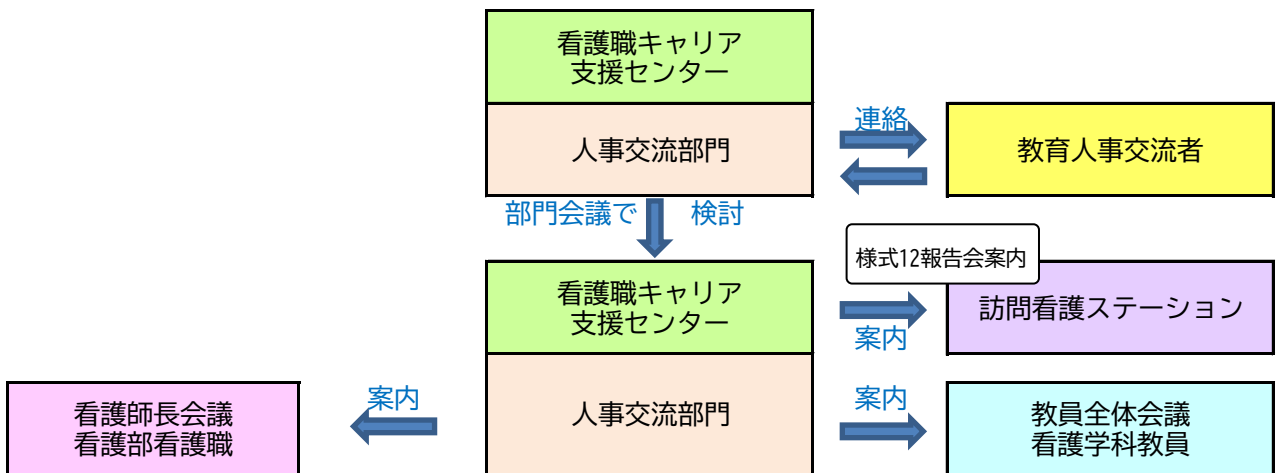 看護職キャリア
支援センター
人事交流部門
連絡
教育人事交流者
部門会議で
検討
様式12報告会案内
看護職キャリア
支援センター
案内
訪問看護ステーション
看護師長会議
看護部看護職
案内
人事交流部門
案内
教員全体会議
看護学科教員